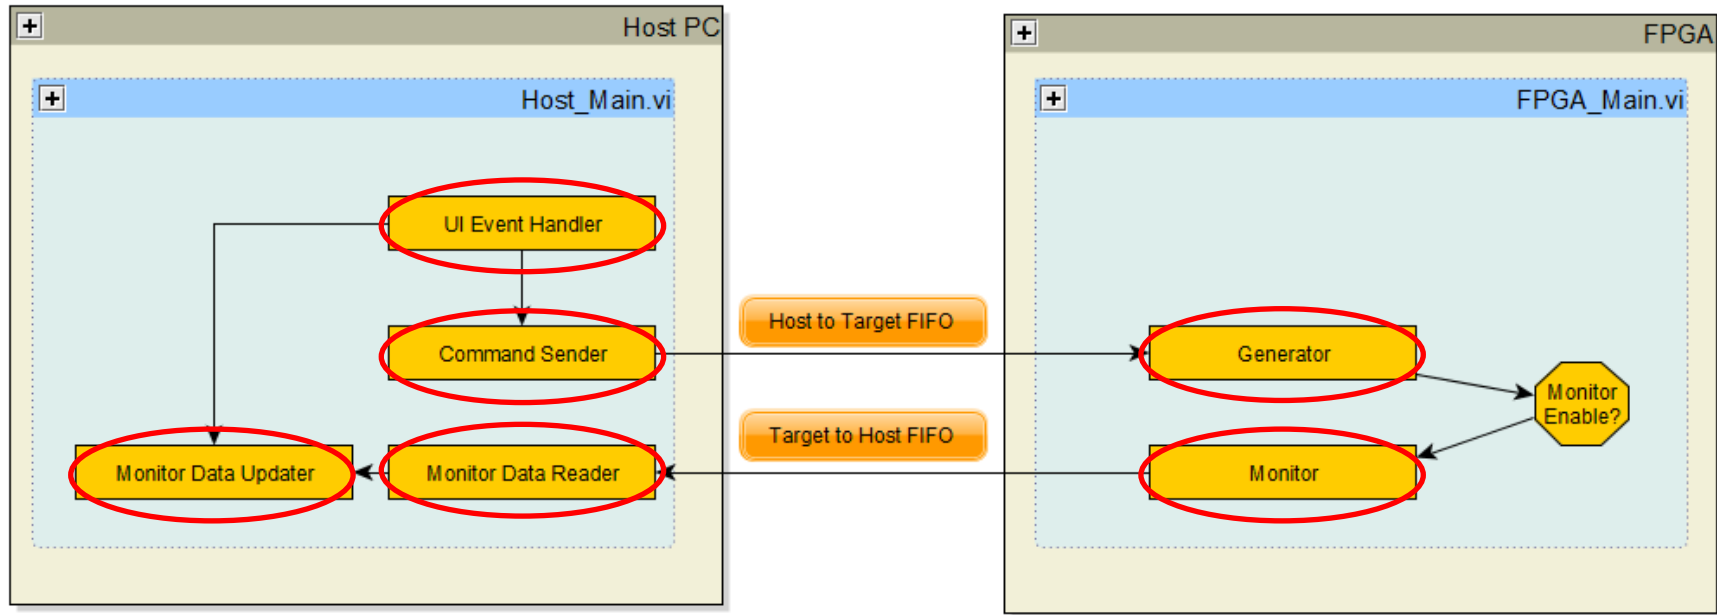 Host PC
Host_Main.vi
UI Event Handler
Command Sender
Monitor Data Updater
Monitor Data Reader
Host to Target FIFO
Target to Host FIFO
FPGA
FPGA_Main.vi
Generator
Monitor
Enable?
Monitor